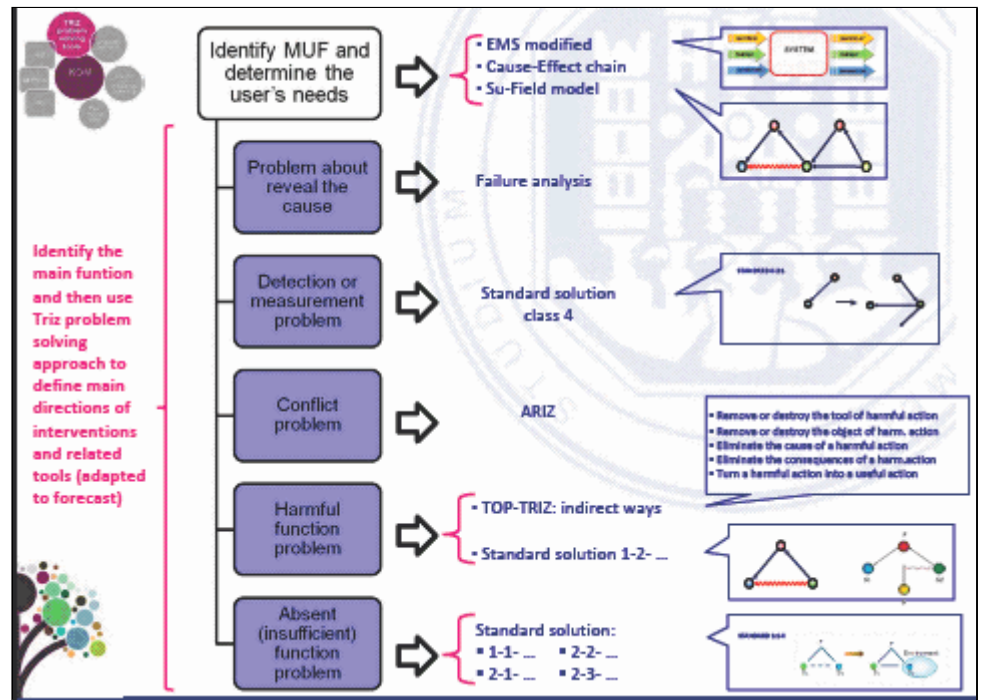 TRIZ
problem
solving
tools
Identify MUF and
determine the
user's needs
▪ EMS modified
▪ Cause-Effect chain
▪ Su-Field model
SYSTEM
Problem about
reveal the
cause
Failure analysis
Identify the
main funtion
and then use
Triz problem
solving
approach to
define main
directions of
interventions
and related
tools (adapted
to forecast)
Detection or
measurement
problem
Standard solution
class 4
Conflict
problem
ARIZ
▪ Remove or destroy the tool of harmful action
▪ Remove or destroy the object of harm. action
▪ Eliminate the cause of a harmful action
▪ Eliminate the consequences of a harm.action
▪ Turn a harmful action into a useful action
Harmful
function
problem
▪ TOP-TRIZ: indirect ways
▪ Standard solution 1-2- ...
Absent
(insufficient)
function
problem
Standard solution:
▪ 1-1- ... ▪ 2-2- ...
▪ 2-1- ... ▪ 2-3- ...
STUDIUM